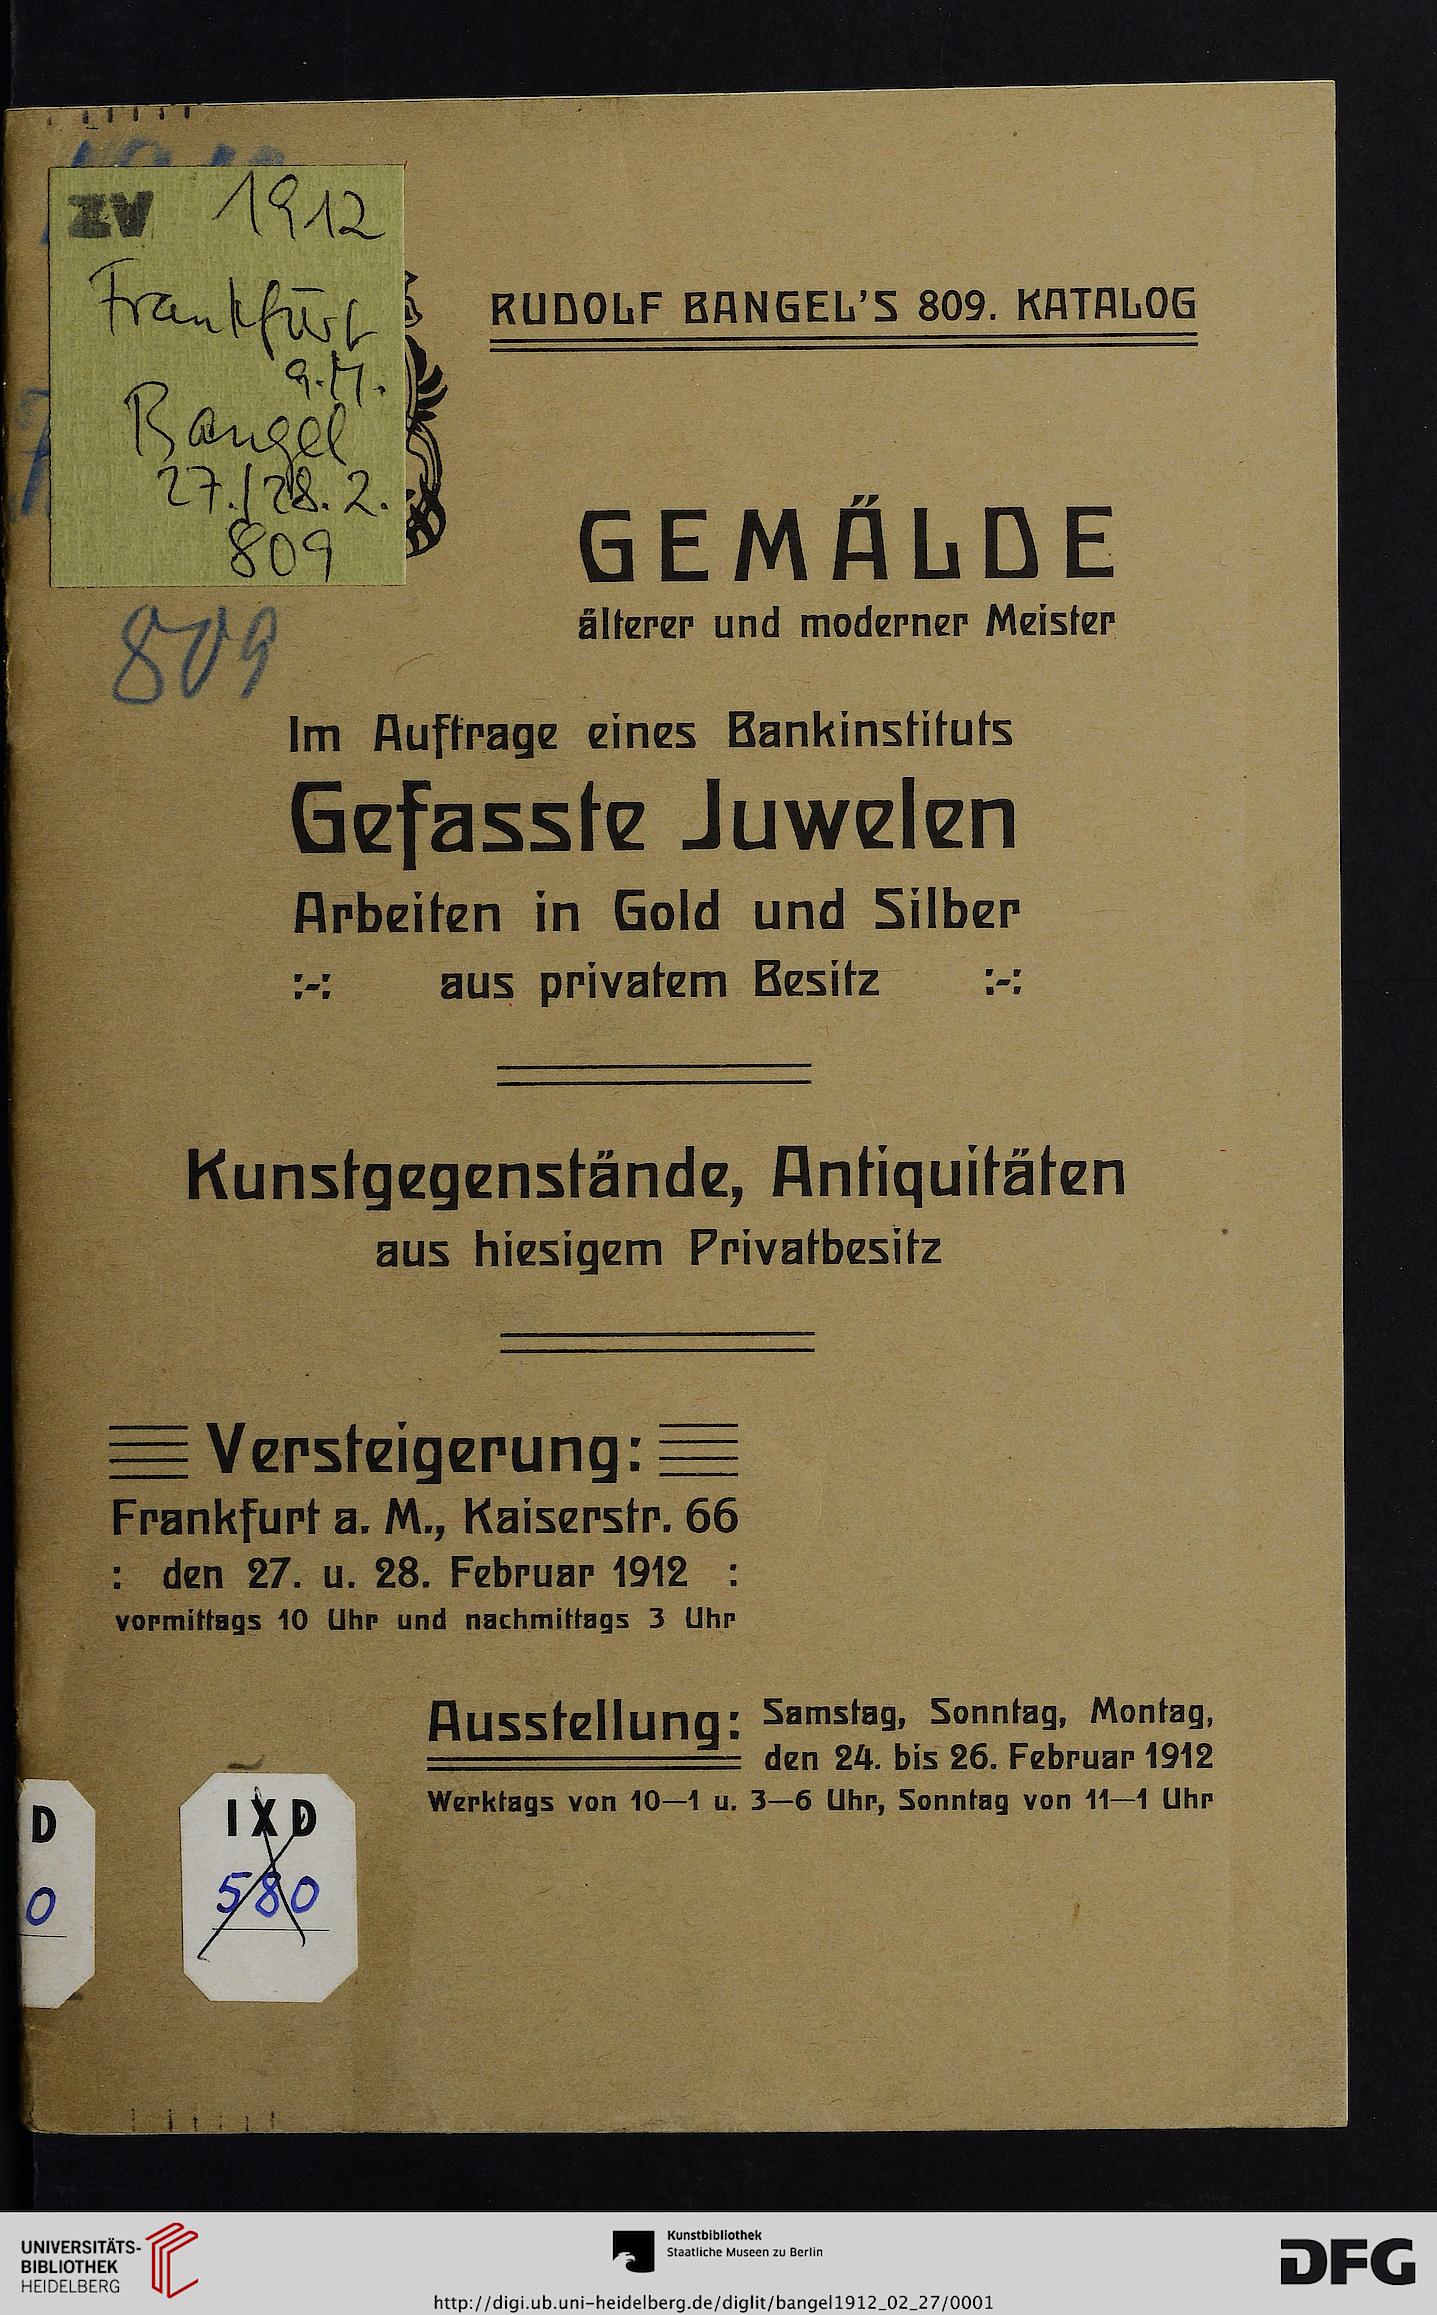 ZV 1912
Frankfurt
a.M.
Bangel
27./28.2.
809
809
RUDOLF BANGEL'S 809. KATALOG
GEMÄLDE
älterer und moderner Meister
Im Auftrage eines Bankinstituts
Gefasste Juwelen
Arbeiten in Gold und Silber
:-: aus privatem Besitz :-:
Kunstgegenstände, Antiquitäten
aus hiesigem Privatbesitz
Versteigerung:
Frankfurt a. M., Kaiserstr. 66
: den 27. u. 28. Februar 1912 :
vormittags 10 Uhr und nachmittags 3 Uhr
Ausstellung: Samstag, Sonntag, Montag,
den 24. bis 26. Februar 1912
Werktags von 10—1 u. 3—6 Uhr, Sonntag von 11—1 Uhr
D
0
IXD
580
UNIVERSITÄTS-
BIBLIOTHEK
HEIDELBERG
Kunstbibliothek
Staatliche Museen zu Berlin
DFG
http://digi.ub.uni-heidelberg.de/diglit/bangel1912_02_27/0001